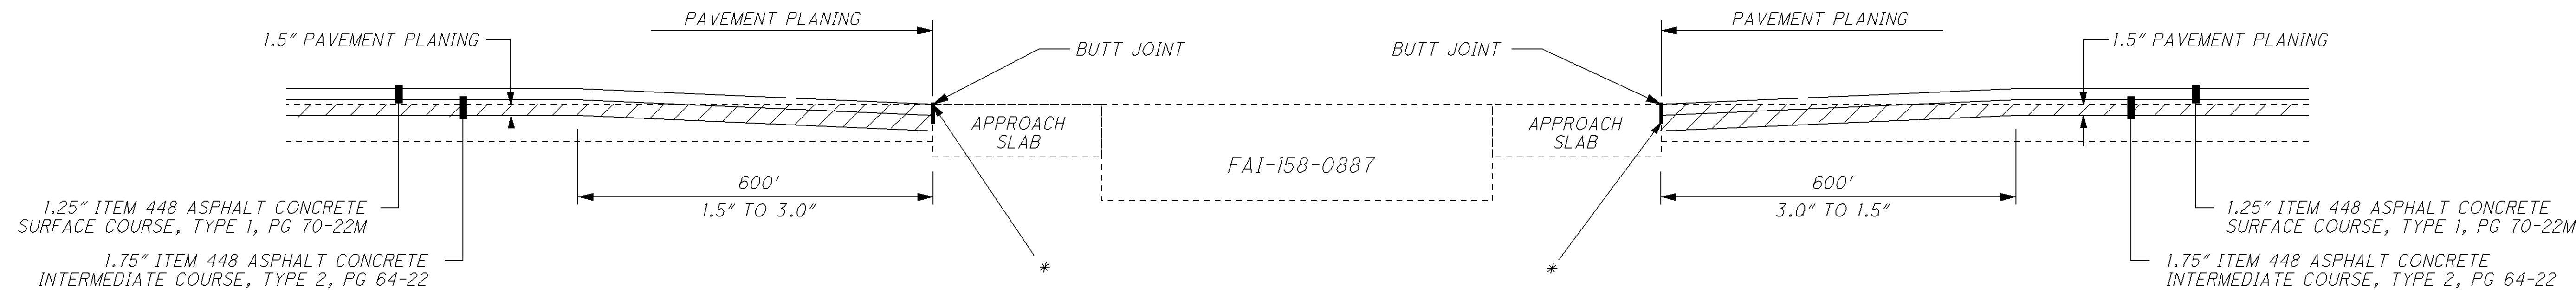 PAVEMENT PLANING
1.5" PAVEMENT PLANING
BUTT JOINT
APPROACH
SLAB
600'
1.5" TO 3.0"
1.25" ITEM 448 ASPHALT CONCRETE
SURFACE COURSE, TYPE 1, PG 70-22M
1.75" ITEM 448 ASPHALT CONCRETE
INTERMEDIATE COURSE, TYPE 2, PG 64-22
*
FAI-158-0887
PAVEMENT PLANING
BUTT JOINT
1.5" PAVEMENT PLANING
APPROACH
SLAB
600'
3.0" TO 1.5"
*
1.25" ITEM 448 ASPHALT CONCRETE
SURFACE COURSE, TYPE 1, PG 70-22M
1.75" ITEM 448 ASPHALT CONCRETE
INTERMEDIATE COURSE, TYPE 2, PG 64-22